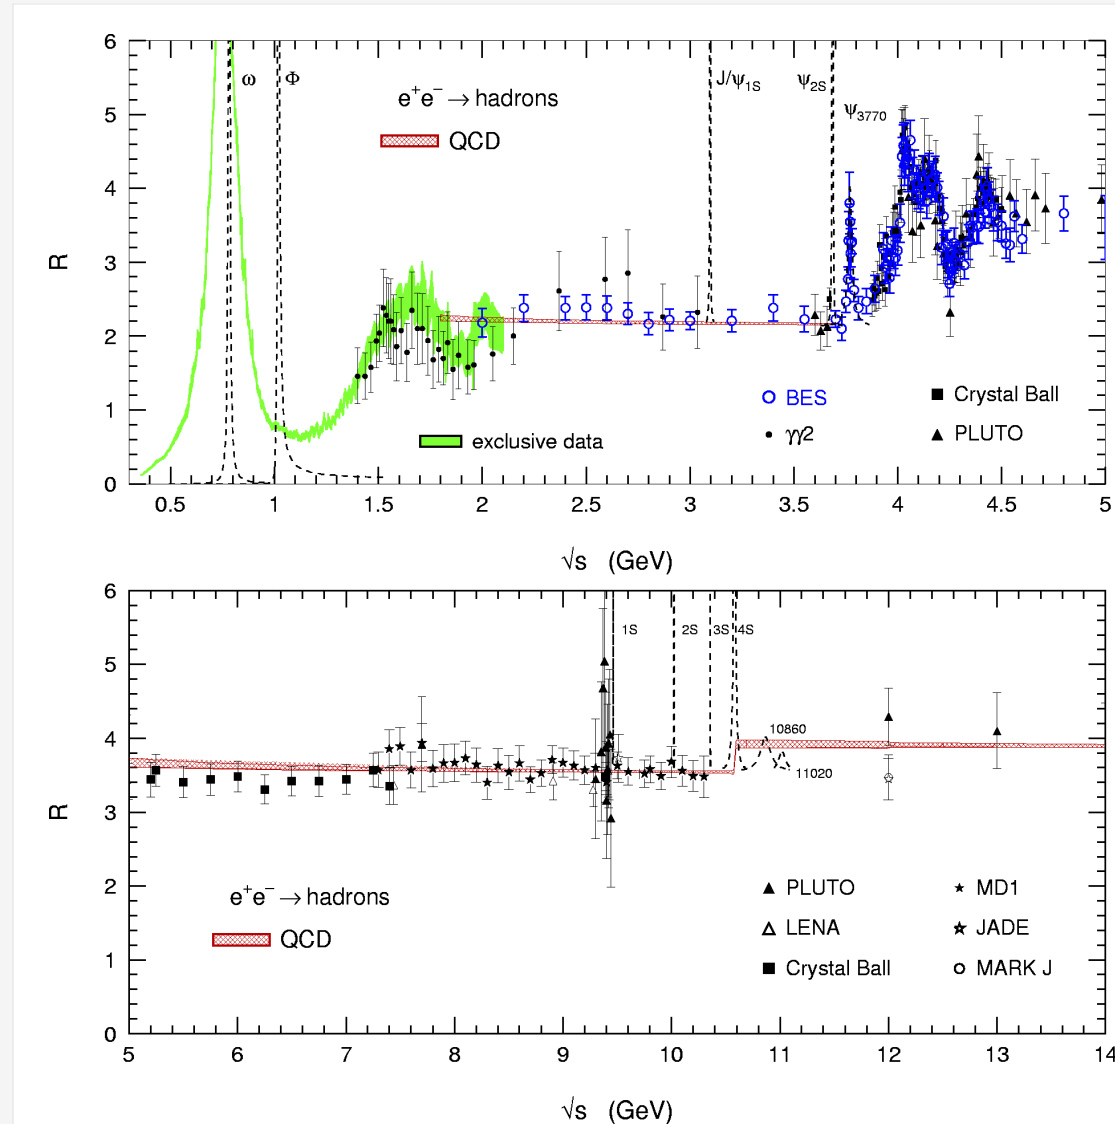 6
5
4
3
2
1
0
R
ω
Φ
J/ψ1S
ψ2S
ψ3770
e+e− → hadrons
QCD
BES
γγ2
Crystal Ball
PLUTO
exclusive data
0.5 1 1.5 2 2.5 3 3.5 4 4.5 5
√s (GeV)
6
5
4
3
2
1
0
R
1S
2S
3S
4S
10860
11020
e+e− → hadrons
QCD
PLUTO
LENA
Crystal Ball
MD1
JADE
MARK J
5 6 7 8 9 10 11 12 13 14
√s (GeV)